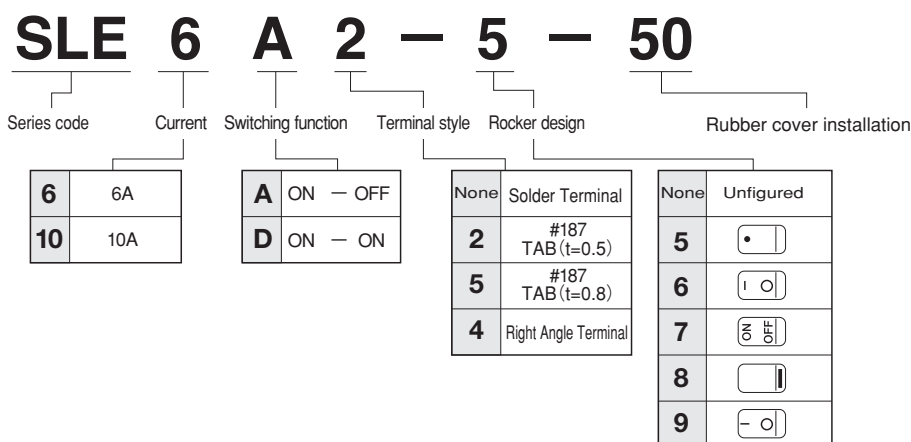 SLE 6 A 2 － 5 － 50
Series code Current Switching function Terminal style Rocker design Rubber cover installation
6 6A
10 10A
A ON － OFF
D ON － ON
None Solder Terminal
2 #187
TAB（t=0.5）
5 #187
TAB（t=0.8）
4 Right Angle Terminal
None Unfigured
5
6 I O
7 ON OFF
8
9 – O